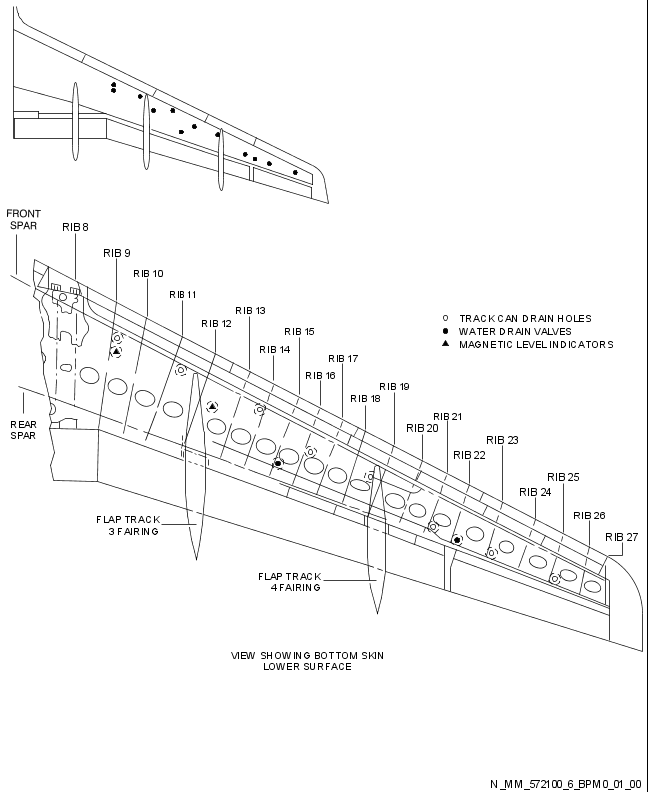 FRONT
SPAR
RIB 8
RIB 9
RIB 10
RIB 11
RIB 12
RIB 13
RIB 14
RIB 15
RIB 16
RIB 17
RIB 18
RIB 19
RIB 20
RIB 21
RIB 22
RIB 23
RIB 24
RIB 25
RIB 26
RIB 27
TRACK CAN DRAIN HOLES
WATER DRAIN VALVES
MAGNETIC LEVEL INDICATORS
REAR
SPAR
FLAP TRACK
3 FAIRING
FLAP TRACK
4 FAIRING
VIEW SHOWING BOTTOM SKIN
LOWER SURFACE
N_MM_572100_6_BPM0_01_00